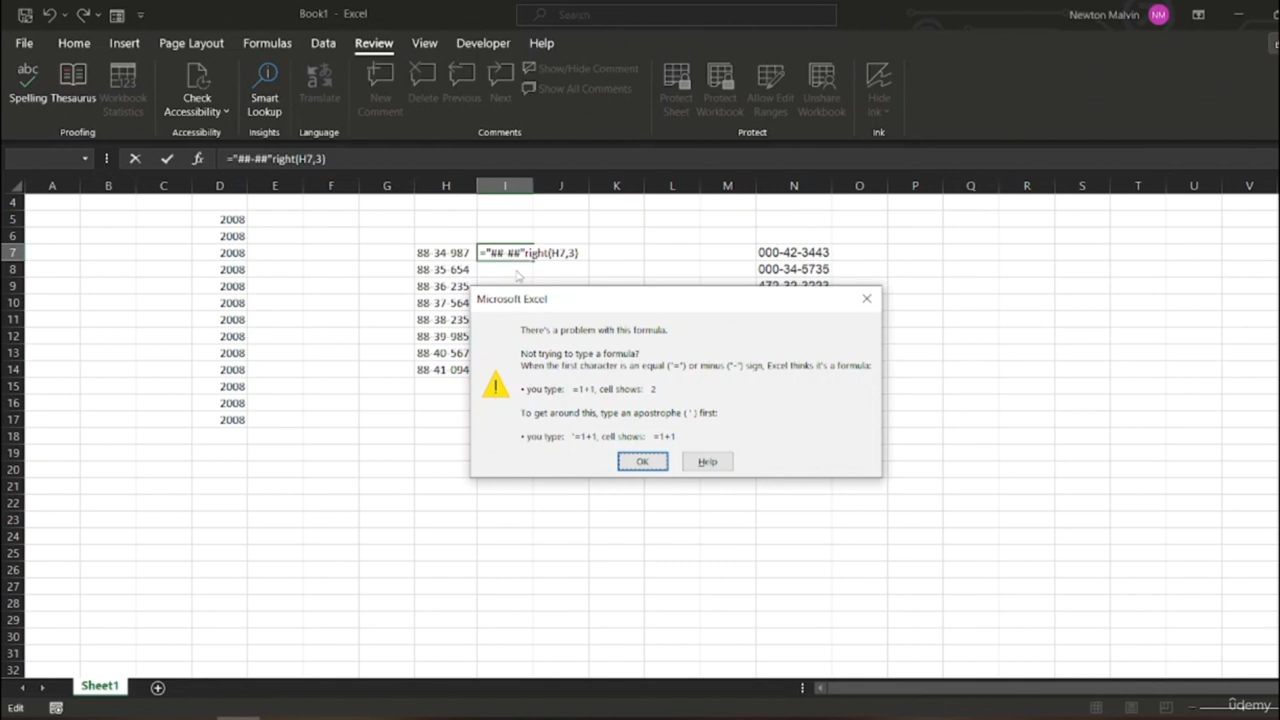 Book1 - Excel
Search
Newton Malvin
NM
File Home Insert Page Layout Formulas Data Review View Developer Help
abc
Spelling Thesaurus Workbook Statistics
Check Accessibility
Smart Lookup
Translate
New Comment
Delete Previous Next
Show/Hide Comment
Show All Comments
Protect Sheet
Protect Workbook
Allow Edit Ranges
Unshare Workbook
Hide Ink
Proofing Accessibility Insights Language Comments Protect Ink
fx ="##-##"right(H7,3)
A B C D E F G H I J K L M N O P Q R S T U V
4
5 2008
6 2008
7 2008 88-34-987 ="##-##"right(H7,3) 000-42-3443
8 2008 88-35-654 000-34-5735
9 2008 88-36-235 472-32-3223
10 2008 88-37-564
11 2008 88-38-235
12 2008 88-39-985
13 2008 88-40-567
14 2008 88-41-094
15 2008
16 2008
17 2008
18
19
20
21
22
23
24
25
26
27
28
29
30
31
32
Microsoft Excel
There's a problem with this formula.
Not trying to type a formula?
When the first character is an equal ("=") or minus ("-") sign, Excel thinks it's a formula:
• you type: =1+1, cell shows: 2
To get around this, type an apostrophe ( ' ) first:
• you type: '=1+1, cell shows: =1+1
OK Help
Sheet1
Edit
udemy